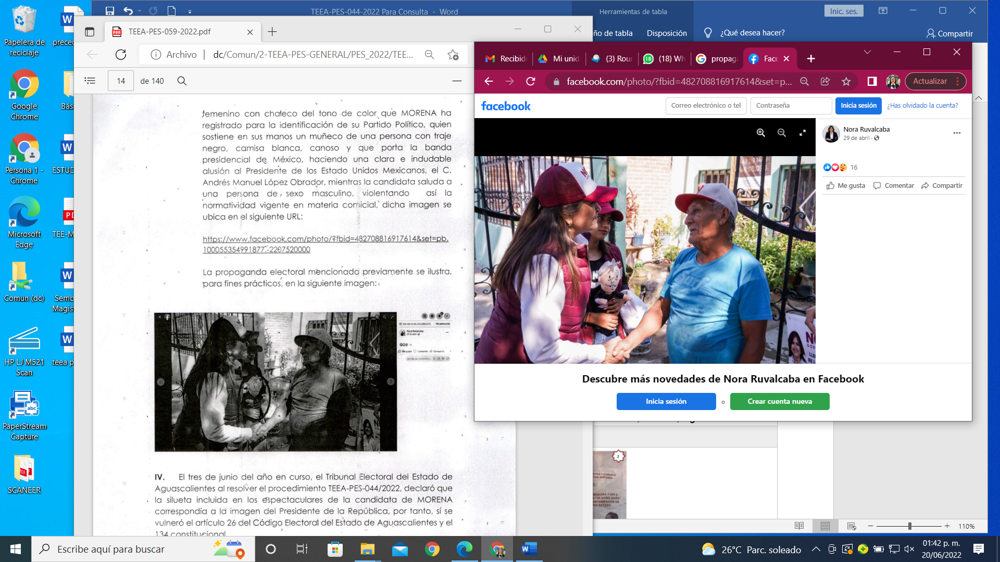 Papelera de
reciclaje
Google
Chrome
Persona 1 -
Chrome
Microsoft
Edge
Comun (dc)
HP LJ M521
Scan
PaperStream
Capture
SCANEER
TEEA-PES-044-2022 Para Consulta - Word
Herramientas de tabla
Inic. ses.
ño de tabla
Disposición
¿Qué desea hacer?
Compartir
TEEA-PES-059-2022.pdf
Archivo
dc/Comun/2-TEEA-PES-GENERAL/PES_2022/TEE...
14 de 140
femenino con chaleco del tono de color que MORENA ha
registrado para la identificación de su Partido Político, quien
sostiene en sus manos un muñeco de una persona con traje
negro, camisa blanca, canoso y que porta la banda
presidencial de México, haciendo una clara e indudable
alusión al Presidente de los Estado Unidos Mexicanos, el C.
Andrés Manuel López Obrador, mientras la candidata saluda a
una persona de sexo masculino, violentando así la
normatividad vigente en materia comicial, dicha imagen se
ubica en el siguiente URL:
https://www.facebook.com/photo/?fbid=482708816917614&set=pb.
100055354991877.-2207520000
La propaganda electoral mencionada previamente se ilustra,
para fines prácticos, en la siguiente imagen:
Nora Ruvalcaba
Me gusta Comentar Compartir
IV. El tres de junio del año en curso, el Tribunal Electoral del Estado de
Aguascalientes al resolver el procedimiento TEEA-PES-044/2022, declaró que
la silueta incluida en los espectaculares de la candidata de MORENA
correspondía a la imagen del Presidente de la República, por tanto, sí se
vulneró el artículo 26 del Código Electoral del Estado de Aguascalientes y el
134 constitucional
Recibid
Mi unid
(3) Rour
(18) Wh
propaga
Face
facebook.com/photo/?fbid=482708816917614&set=p...
Actualizar
facebook
Correo electrónico o tel
Contraseña
Inicia sesión
¿Has olvidado la cuenta?
Nora Ruvalcaba
29 de abril
16
Me gusta
Comentar
Compartir
Descubre más novedades de Nora Ruvalcaba en Facebook
Inicia sesión
o
Crear cuenta nueva
2
110%
Escribe aquí para buscar
26°C Parc. soleado
01:42 p. m.
20/06/2022